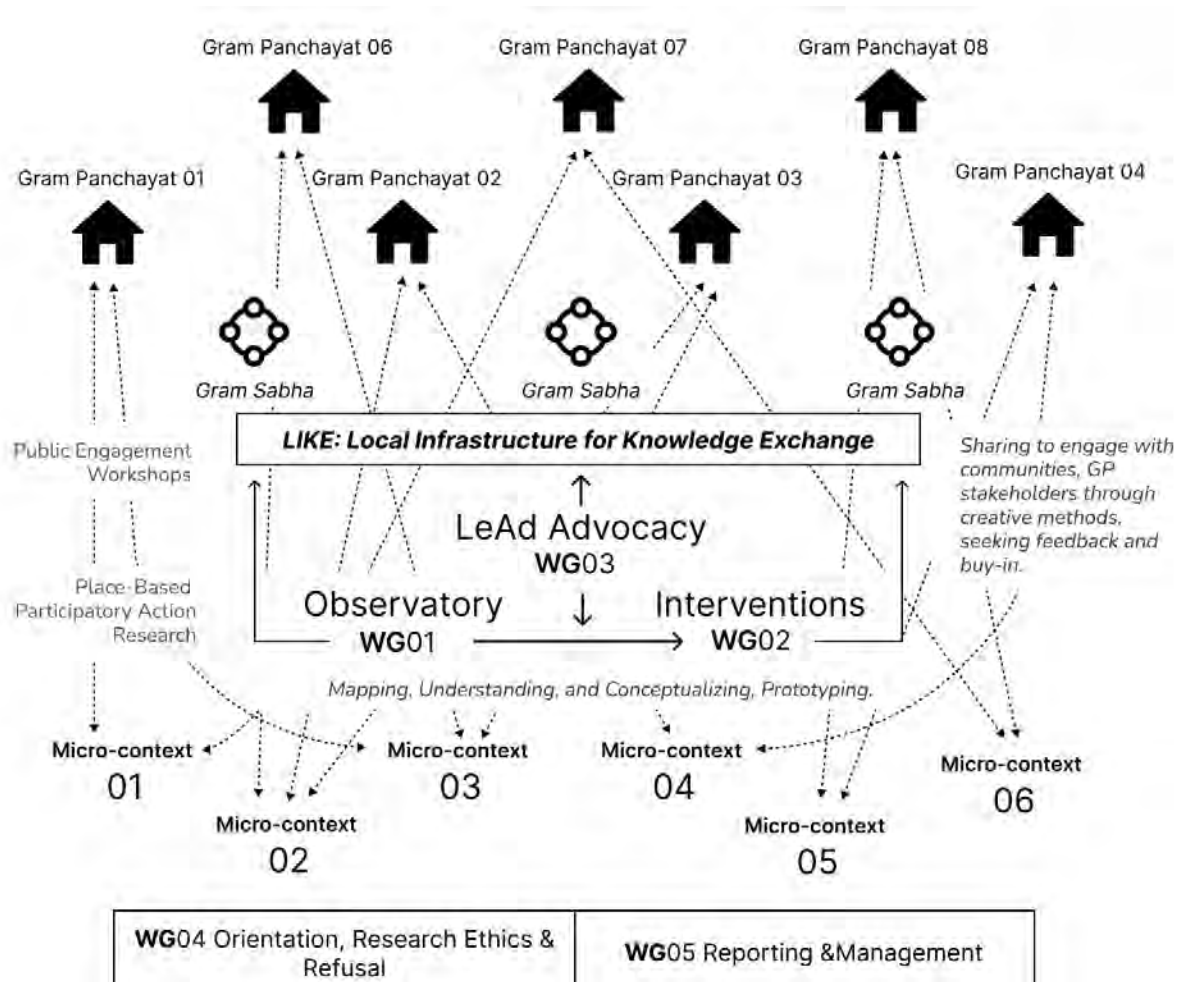 Gram Panchayat 06
Gram Panchayat 07
Gram Panchayat 08
Gram Panchayat 01
Gram Panchayat 02
Gram Panchayat 03
Gram Panchayat 04
Gram Sabha
Gram Sabha
Gram Sabha
LIKE: Local Infrastructure for Knowledge Exchange
Public Engagement
Workshops
Sharing to engage with
communities, GP
stakeholders through
creative methods,
seeking feedback and
buy-in.
LeAd Advocacy
WG03
Place-Based
Participatory Action
Research
Observatory
WG01
Interventions
WG02
Mapping, Understanding, and Conceptualizing, Prototyping.
Micro-context
01
Micro-context
02
Micro-context
03
Micro-context
04
Micro-context
05
Micro-context
06
WG04 Orientation, Research Ethics &
Refusal
WG05 Reporting &Management